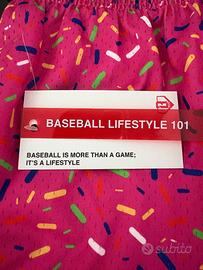 BASEBALL LIFESTYLE 101
BASEBALL IS MORE THAN A GAME;
IT'S A LIFESTYLE
Subito